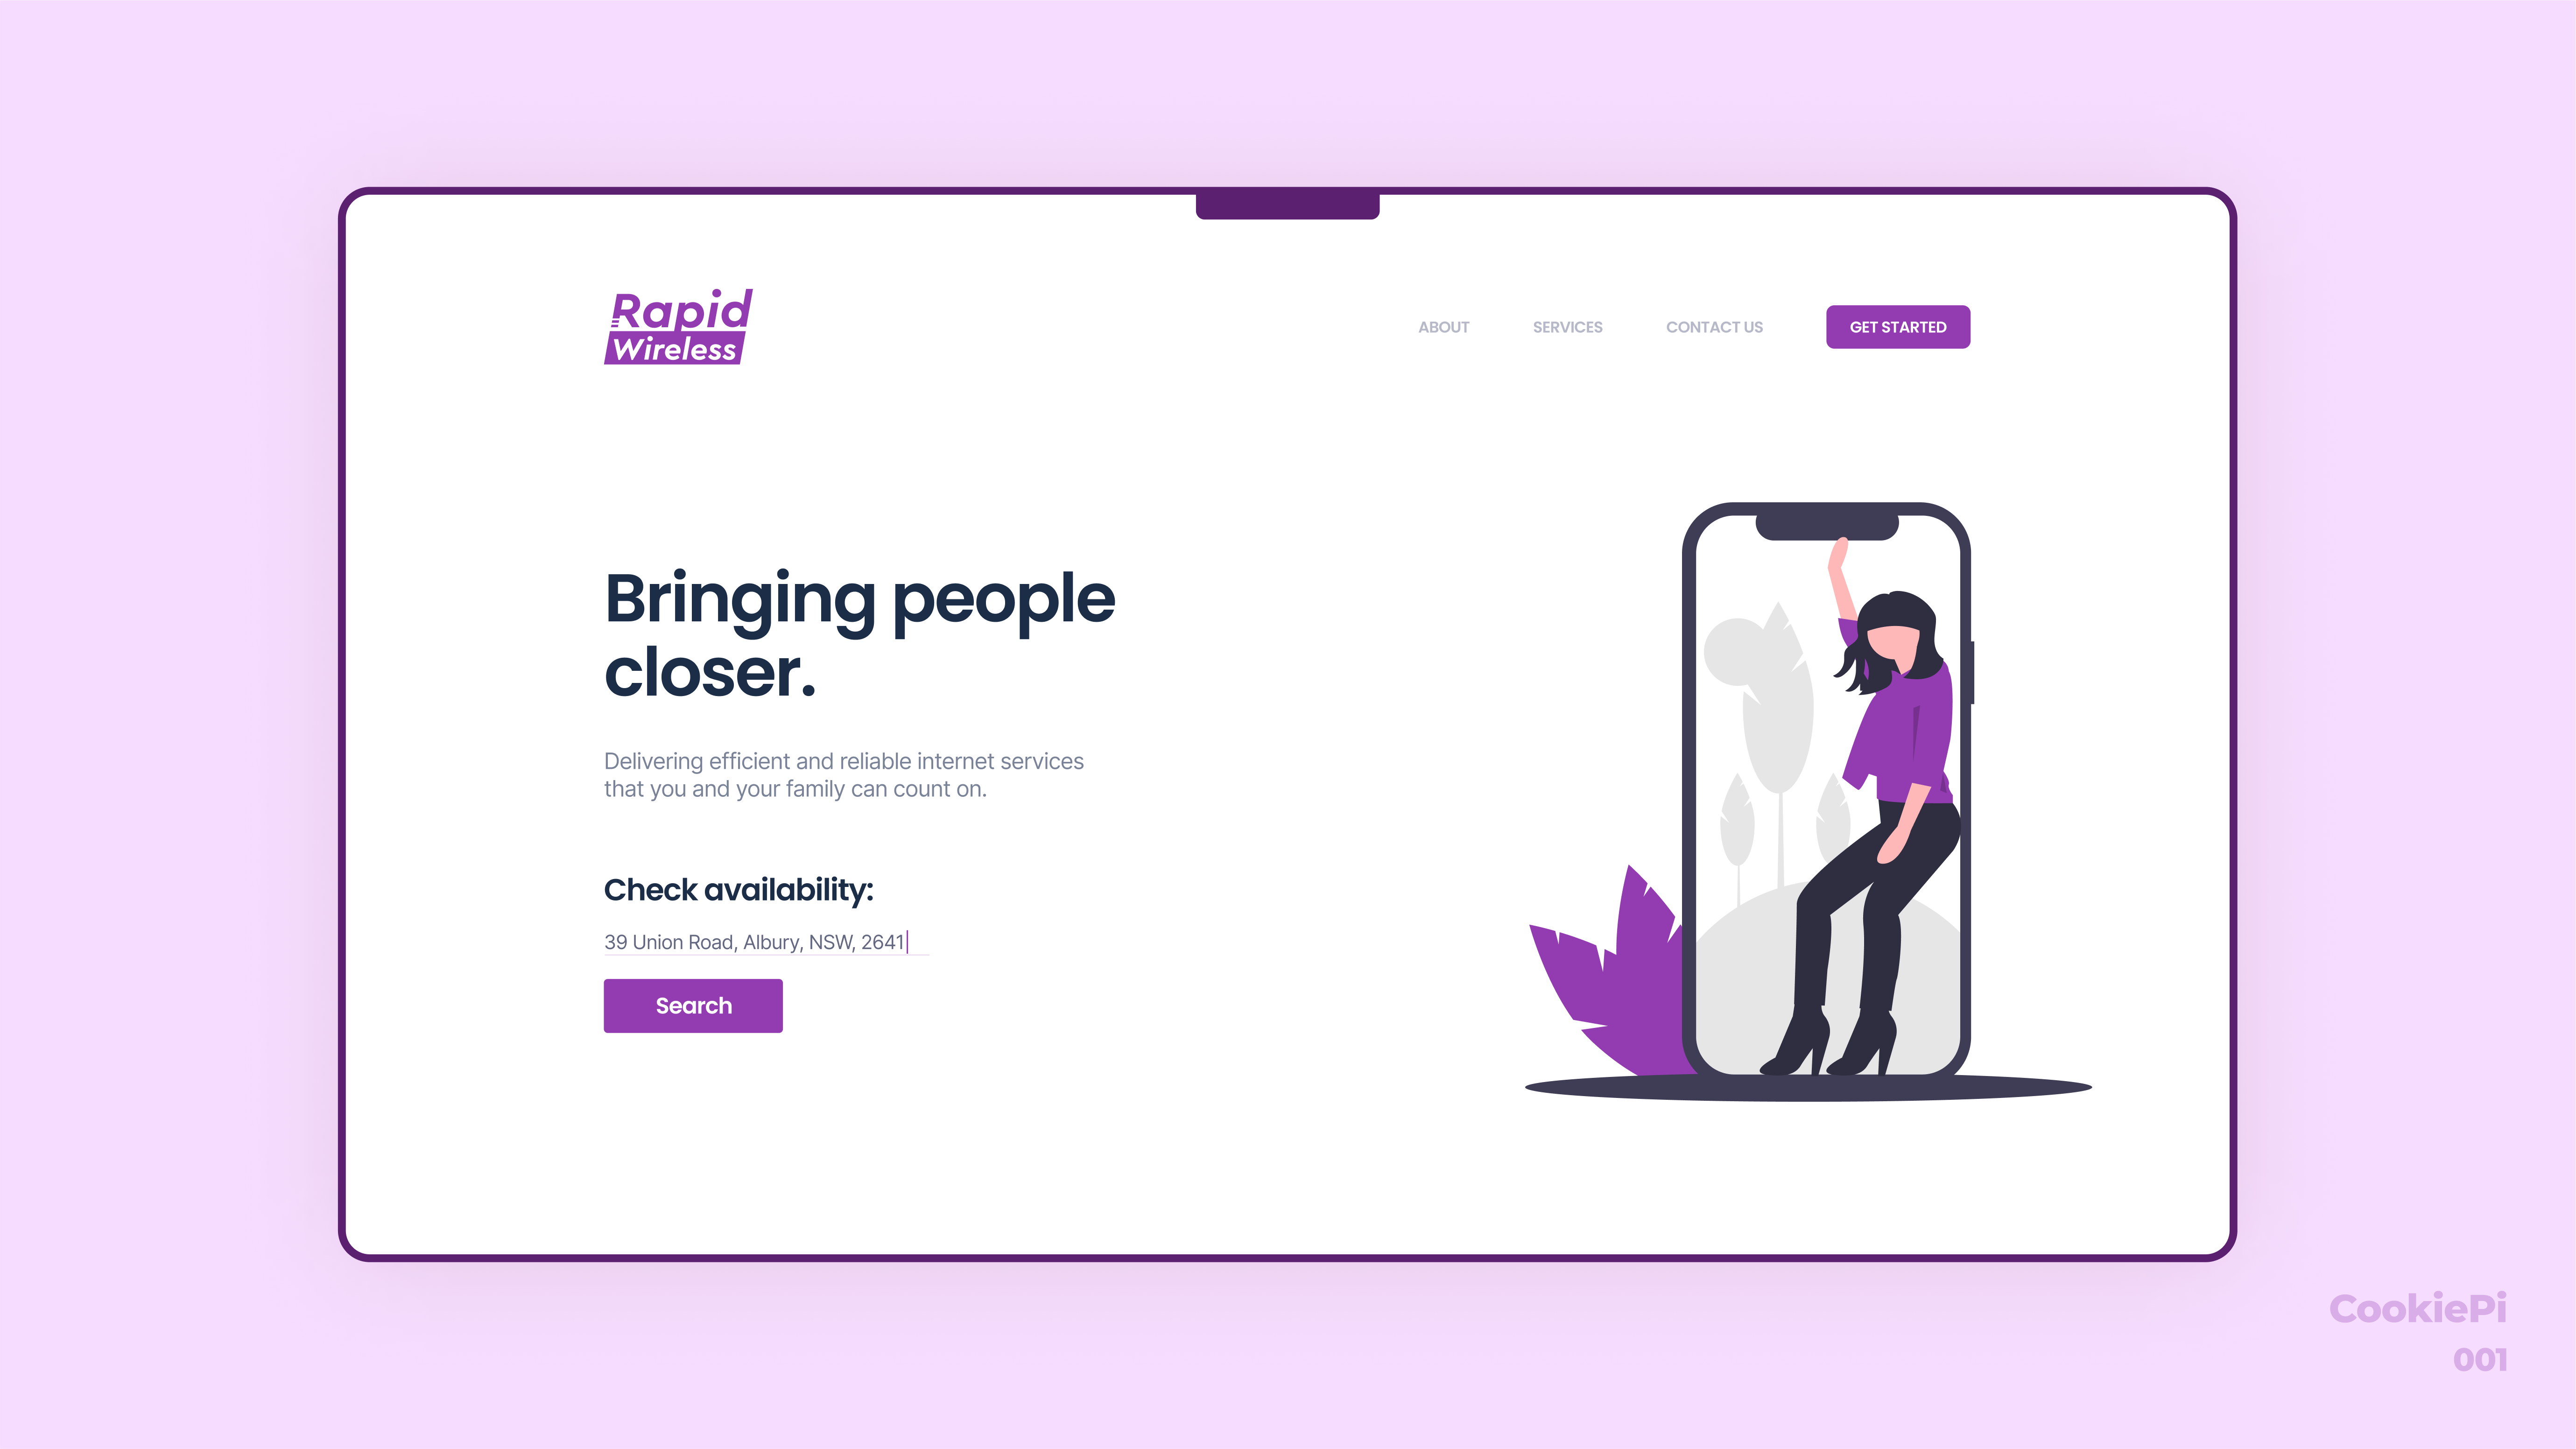 Rapid
Wireless
ABOUT
SERVICES
CONTACT US
GET STARTED
Bringing people
closer.
Delivering efficient and reliable internet services
that you and your family can count on.
Check availability:
39 Union Road, Albury, NSW, 2641
Search
CookiePi
001